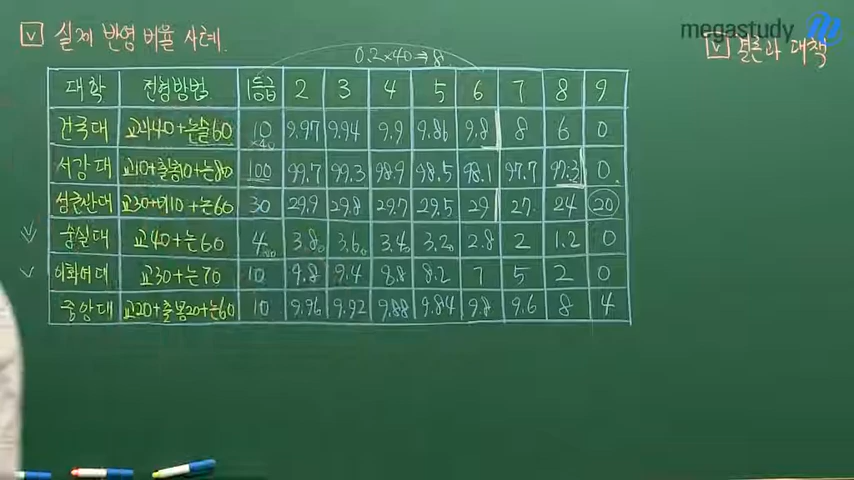 megastudy
v 실제 반영 비율 사례.
v 결론과 대책
0.2×40⇒8.
대학 전형방법 1등급 2 3 4 5 6 7 8 9
건국대 교과40+논술60 10 9.97 9.94 9.9 9.86 9.8 8 6 0
×40
서강대 교10+출봉10+논80 100 99.7 99.3 98.9 98.5 98.1 97.7 97.3 0.
성균관대 교30+비10+논60 30 29.9 29.8 29.7 29.5 29 27 24 20
숭실대 교40+논60 4.00 3.80 3.60 3.40 3.20 2.8 2 1.2 0
이화여대 교30+논70 10 9.8 9.4 8.8 8.2 7 5 2 0
중앙대 교20+출봉20+논60 10 9.96 9.92 9.88 9.84 9.8 9.6 8 4